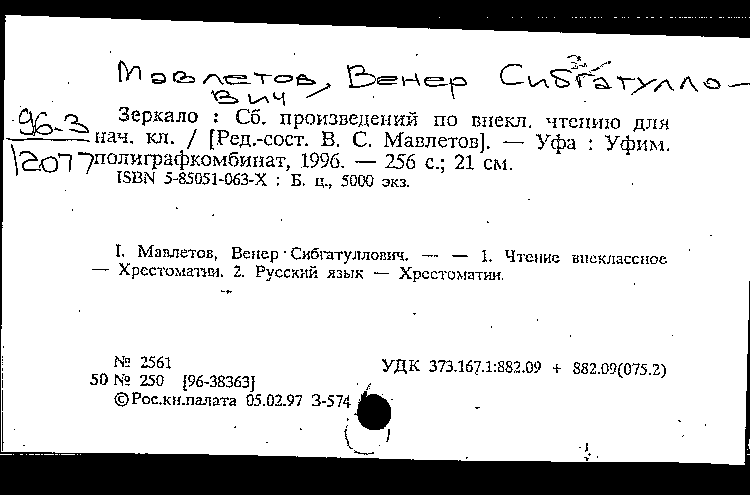 Мавлетов, Венер Сибгатулло-
вич
96-3
12077
Зеркало : Сб. произведений по внекл. чтению для
нач. кл. / [Ред.-сост. В. С. Мавлетов]. — Уфа : Уфим.
полиграфкомбинат, 1996. — 256 с.; 21 см.
ISBN 5-85051-063-X : Б. ц., 5000 экз.
I. Мавлетов, Венер Сибгатуллович. — — 1. Чтение внеклассное
— Хрестоматии. 2. Русский язык — Хрестоматии.
№ 2561
УДК 373.167.1:882.09 + 882.09(075.2)
50 № 250 [96-38363]
© Рос.кн.палата 05.02.97 З-574